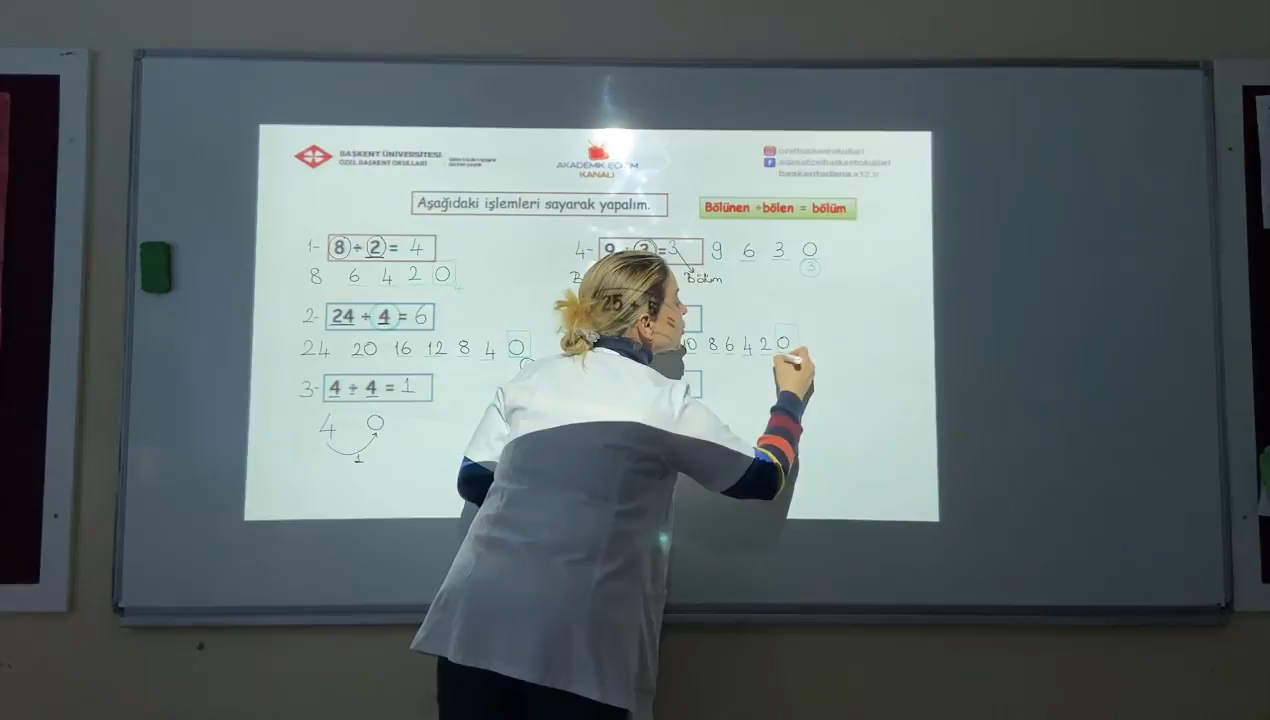 BAŞKENT ÜNİVERSİTESİ
ÖZEL BAŞKENT OKULLARI
AKADEMİK EĞİTİM
KANALI
Aşağıdaki işlemleri sayarak yapalım.
Bölünen ÷bölen = bölüm
1- 8 ÷ 2 = 4
8 6 4 2 0
4
2- 24 ÷ 4 = 6
24 20 16 12 8 4 0
3- 4 ÷ 4 = 1
4 0
1
4- 9 ÷ 3 = 3 9 6 3 0
3
Bölüm
25 ÷
10 8 6 4 2 0